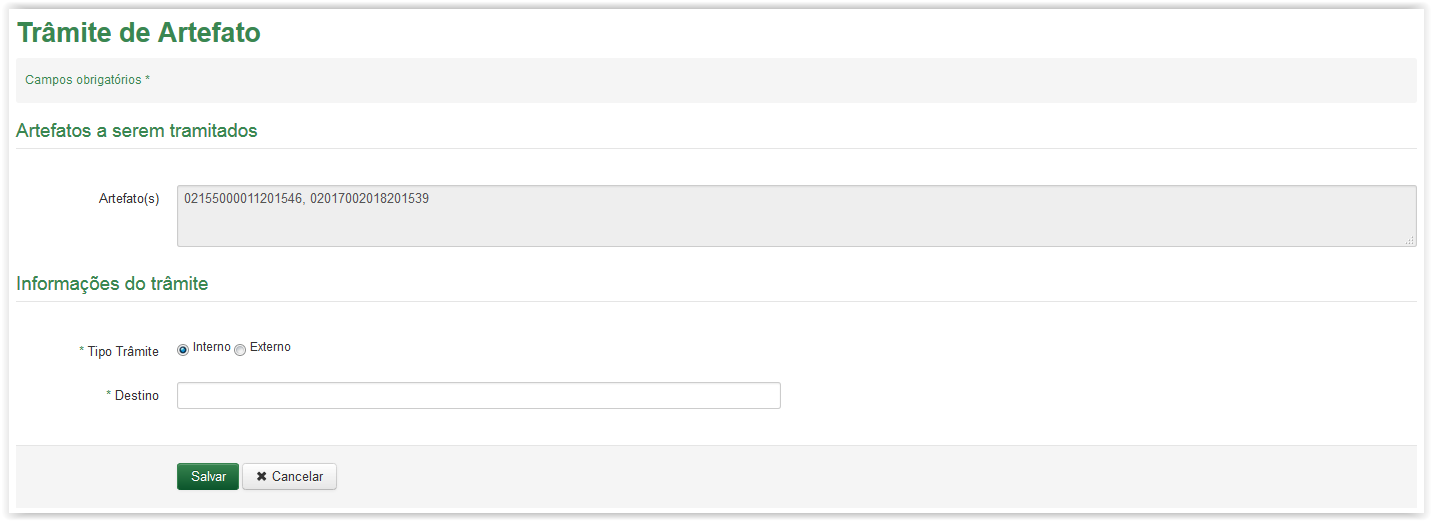 Trâmite de Artefato
Campos obrigatórios *
Artefatos a serem tramitados
Artefato(s) 02155000011201546, 02017002018201539
Informações do trâmite
* Tipo Trâmite Interno Externo
* Destino
Salvar ✖ Cancelar